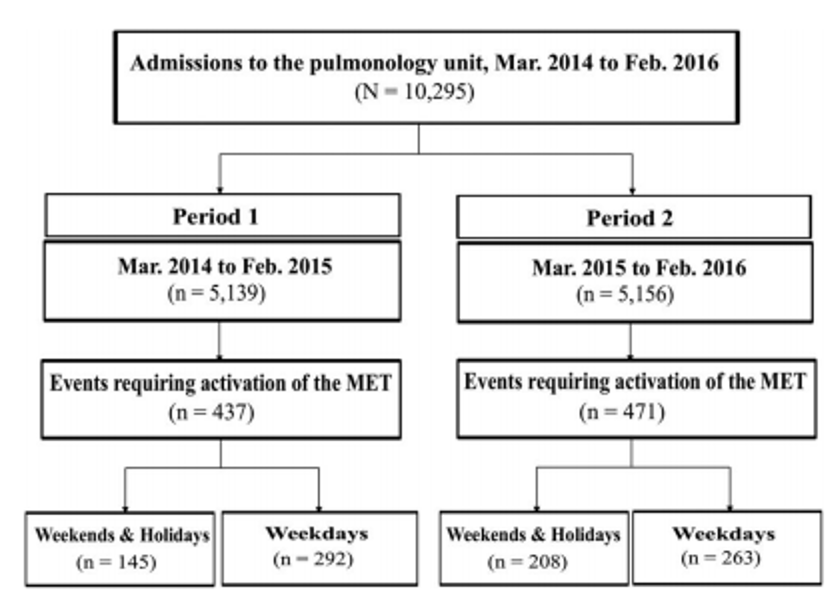 Admissions to the pulmonology unit, Mar. 2014 to Feb. 2016
(N = 10,295)
Period 1
Mar. 2014 to Feb. 2015
(n = 5,139)
Events requiring activation of the MET
(n = 437)
Weekends & Holidays
(n = 145)
Weekdays
(n = 292)
Period 2
Mar. 2015 to Feb. 2016
(n = 5,156)
Events requiring activation of the MET
(n = 471)
Weekends & Holidays
(n = 208)
Weekdays
(n = 263)